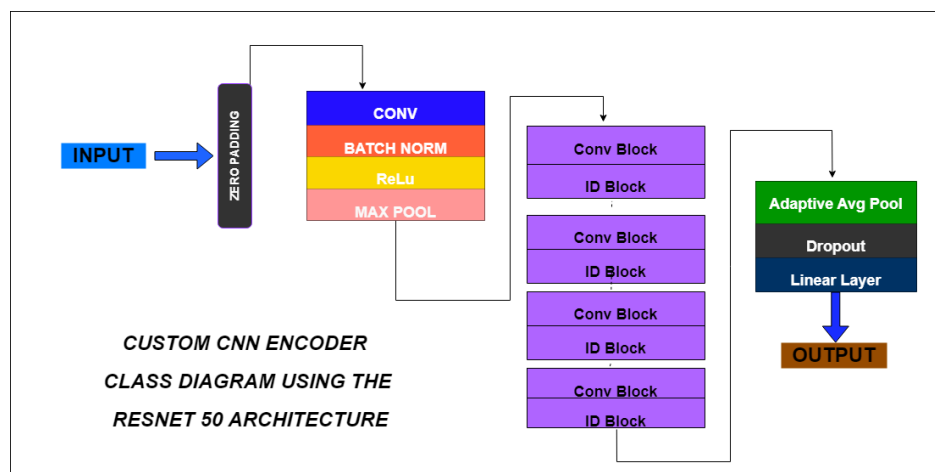 INPUT
ZERO PADDING
CONV
BATCH NORM
ReLu
MAX POOL
Conv Block
ID Block
Conv Block
ID Block
Conv Block
ID Block
Conv Block
ID Block
Adaptive Avg Pool
Dropout
Linear Layer
OUTPUT
CUSTOM CNN ENCODER
CLASS DIAGRAM USING THE
RESNET 50 ARCHITECTURE